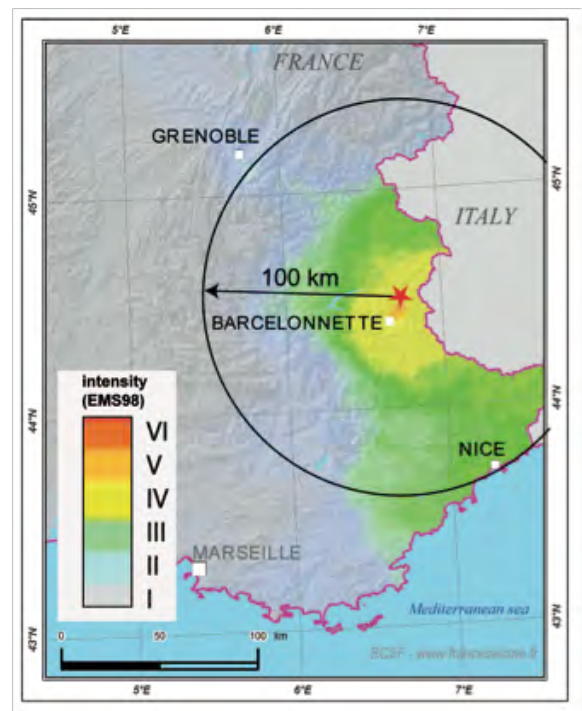 5°E 6°E 7°E
FRANCE
GRENOBLE
45°N
45°N
ITALY
100 km
BARCELONNETTE
intensity
(EMS98)
VI
V
IV
III
II
I
44°N
44°N
NICE
MARSEILLE
Mediterranean sea
0 50 100 km
43°N
43°N
BCSF - www.franceseisme.fr
5°E 6°E 7°E